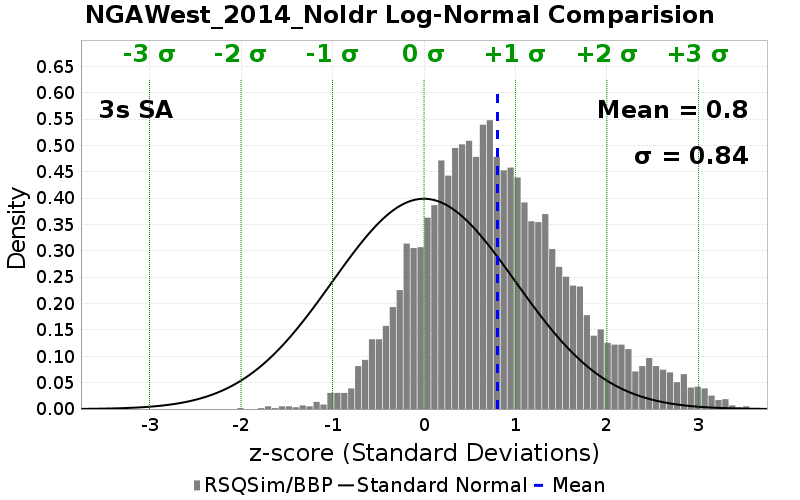 NGAWest_2014_NoIdr Log-Normal Comparision
-3 σ -2 σ -1 σ 0 σ +1 σ +2 σ +3 σ
3s SA
Mean = 0.8
σ = 0.84
Density
0.65
0.60
0.55
0.50
0.45
0.40
0.35
0.30
0.25
0.20
0.15
0.10
0.05
0.00
-3 -2 -1 0 1 2 3
z-score (Standard Deviations)
RSQSim/BBP Standard Normal Mean